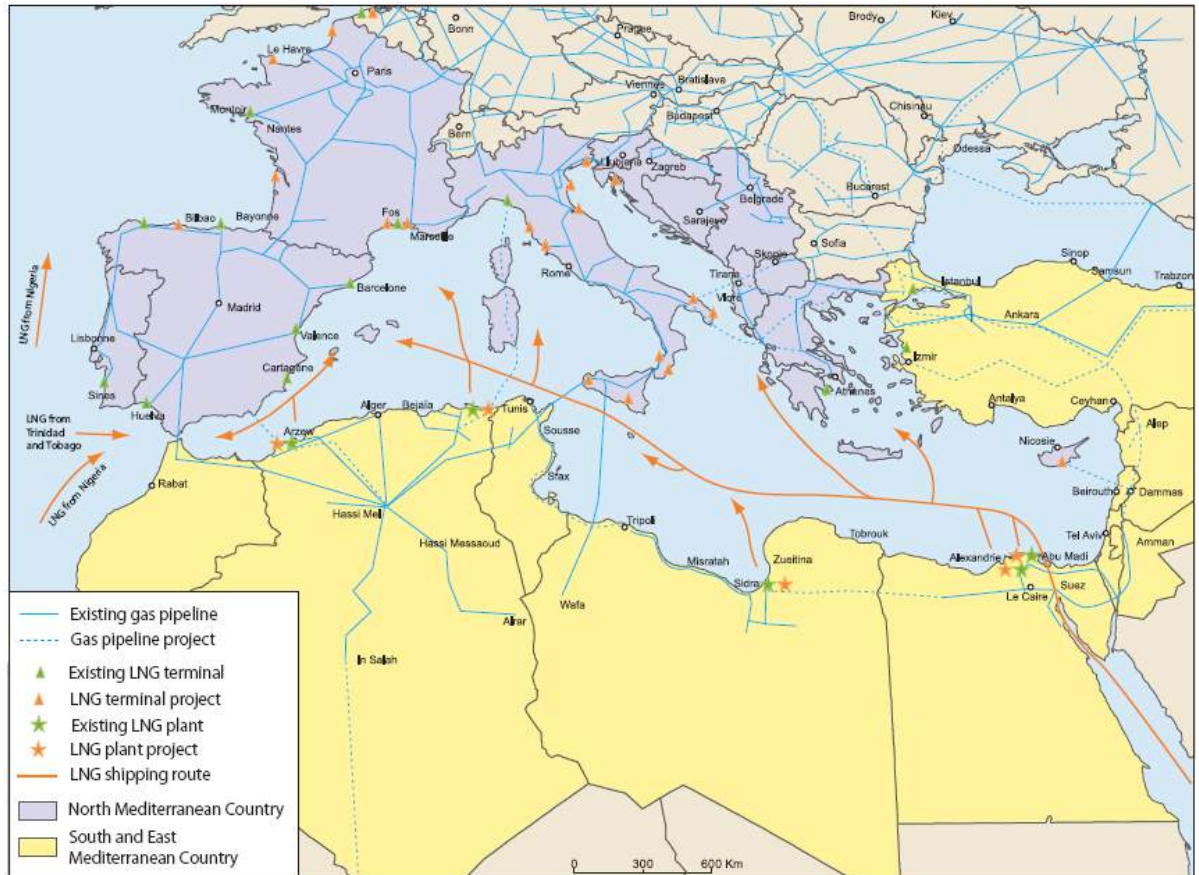 Bonn
Prague
Brody
Kiev
Le Havre
Paris
Viennes
Bratislava
Budapest
Chisinau
Montoir
Nantes
Bern
Odessa
Ljubjena
Zagreb
Bucarest
Belgrade
Bilbao
Bayonne
Fos
Marseille
Sarajevo
Sofia
Skopje
Sinop
Samsun
Trabzon
Rome
Tirana
Vlore
Istanbul
LNG from Nigeria
Madrid
Barcelone
Ankara
Lisbonne
Valence
Izmir
Cartagene
Sines
Huelva
Athenas
Antalya
Ceyhan
Alger
Bejala
Tunis
Alep
LNG from
Trinidad
and Tobago
Arzew
Sousse
Nicosie
LNG from Nigeria
Rabat
Sfax
Beirouth
Dammas
Hassi Mel
Tripoli
Tobrouk
Tel Aviv
Amman
Hassi Messaoud
Misratah
Zueitina
Alexandrie
Abu Madi
Sidra
Suez
Le Caire
Wafa
Alrar
In Salah
Existing gas pipeline
Gas pipeline project
Existing LNG terminal
LNG terminal project
Existing LNG plant
LNG plant project
LNG shipping route
North Mediterranean Country
South and East
Mediterranean Country
0 300 600 Km